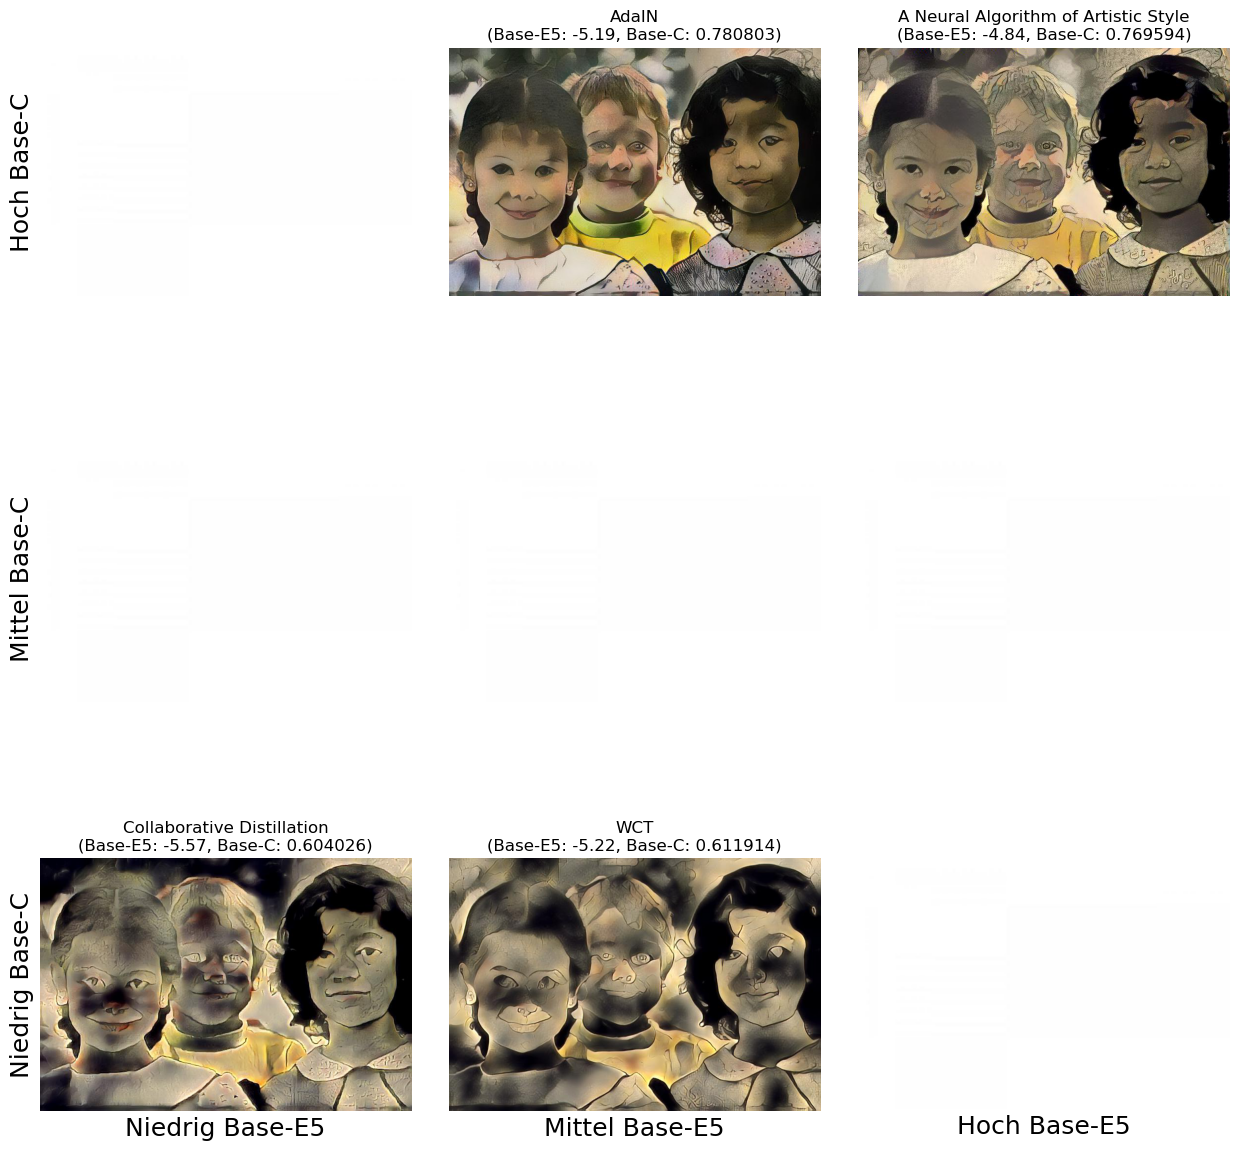 AdaIN
(Base-E5: -5.19, Base-C: 0.780803)
A Neural Algorithm of Artistic Style
(Base-E5: -4.84, Base-C: 0.769594)
Hoch Base-C
Mittel Base-C
Collaborative Distillation
(Base-E5: -5.57, Base-C: 0.604026)
WCT
(Base-E5: -5.22, Base-C: 0.611914)
Niedrig Base-C
Niedrig Base-E5
Mittel Base-E5
Hoch Base-E5